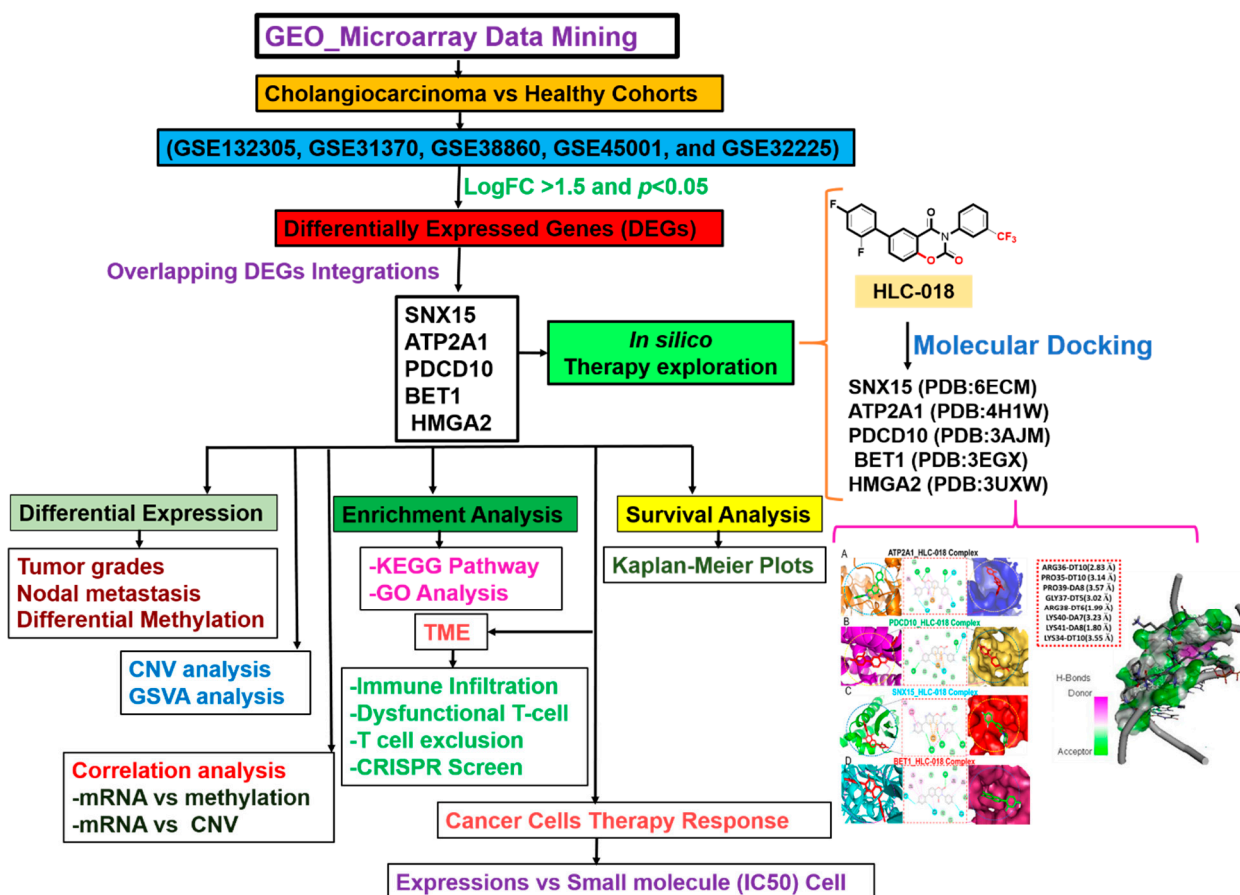 GEO_Microarray Data Mining
Cholangiocarcinoma vs Healthy Cohorts
(GSE132305, GSE31370, GSE38860, GSE45001, and GSE32225)
LogFC >1.5 and p<0.05
Differentially Expressed Genes (DEGs)
Overlapping DEGs Integrations
SNX15
ATP2A1
PDCD10
BET1
HMGA2
In silico
Therapy exploration
F
F
O
N
O
O
CF3
HLC-018
Molecular Docking
SNX15 (PDB:6ECM)
ATP2A1 (PDB:4H1W)
PDCD10 (PDB:3AJM)
BET1 (PDB:3EGX)
HMGA2 (PDB:3UXW)
Differential Expression
Tumor grades
Nodal metastasis
Differential Methylation
CNV analysis
GSVA analysis
Correlation analysis
-mRNA vs methylation
-mRNA vs CNV
Enrichment Analysis
-KEGG Pathway
-GO Analysis
TME
-Immune Infiltration
-Dysfunctional T-cell
-T cell exclusion
-CRISPR Screen
Survival Analysis
Kaplan-Meier Plots
Cancer Cells Therapy Response
Expressions vs Small molecule (IC50) Cell
A
ATP2A1_HLC-018 Complex
B
PDCD10_HLC-018 Complex
C
SNX15_HLC-018 Complex
D
BET1_HLC-018 Complex
ARG36-DT10(2.83 Å)
PRO35-DT10 (3.14 Å)
PRO39-DA8 (3.57 Å)
GLY37-DT5(3.02 Å)
ARG38-DT6(1.99 Å)
LYS40-DA7(3.23 Å)
LYS41-DA8(1.80 Å)
LYS34-DT10(3.55 Å)
H-Bonds
Donor
Acceptor